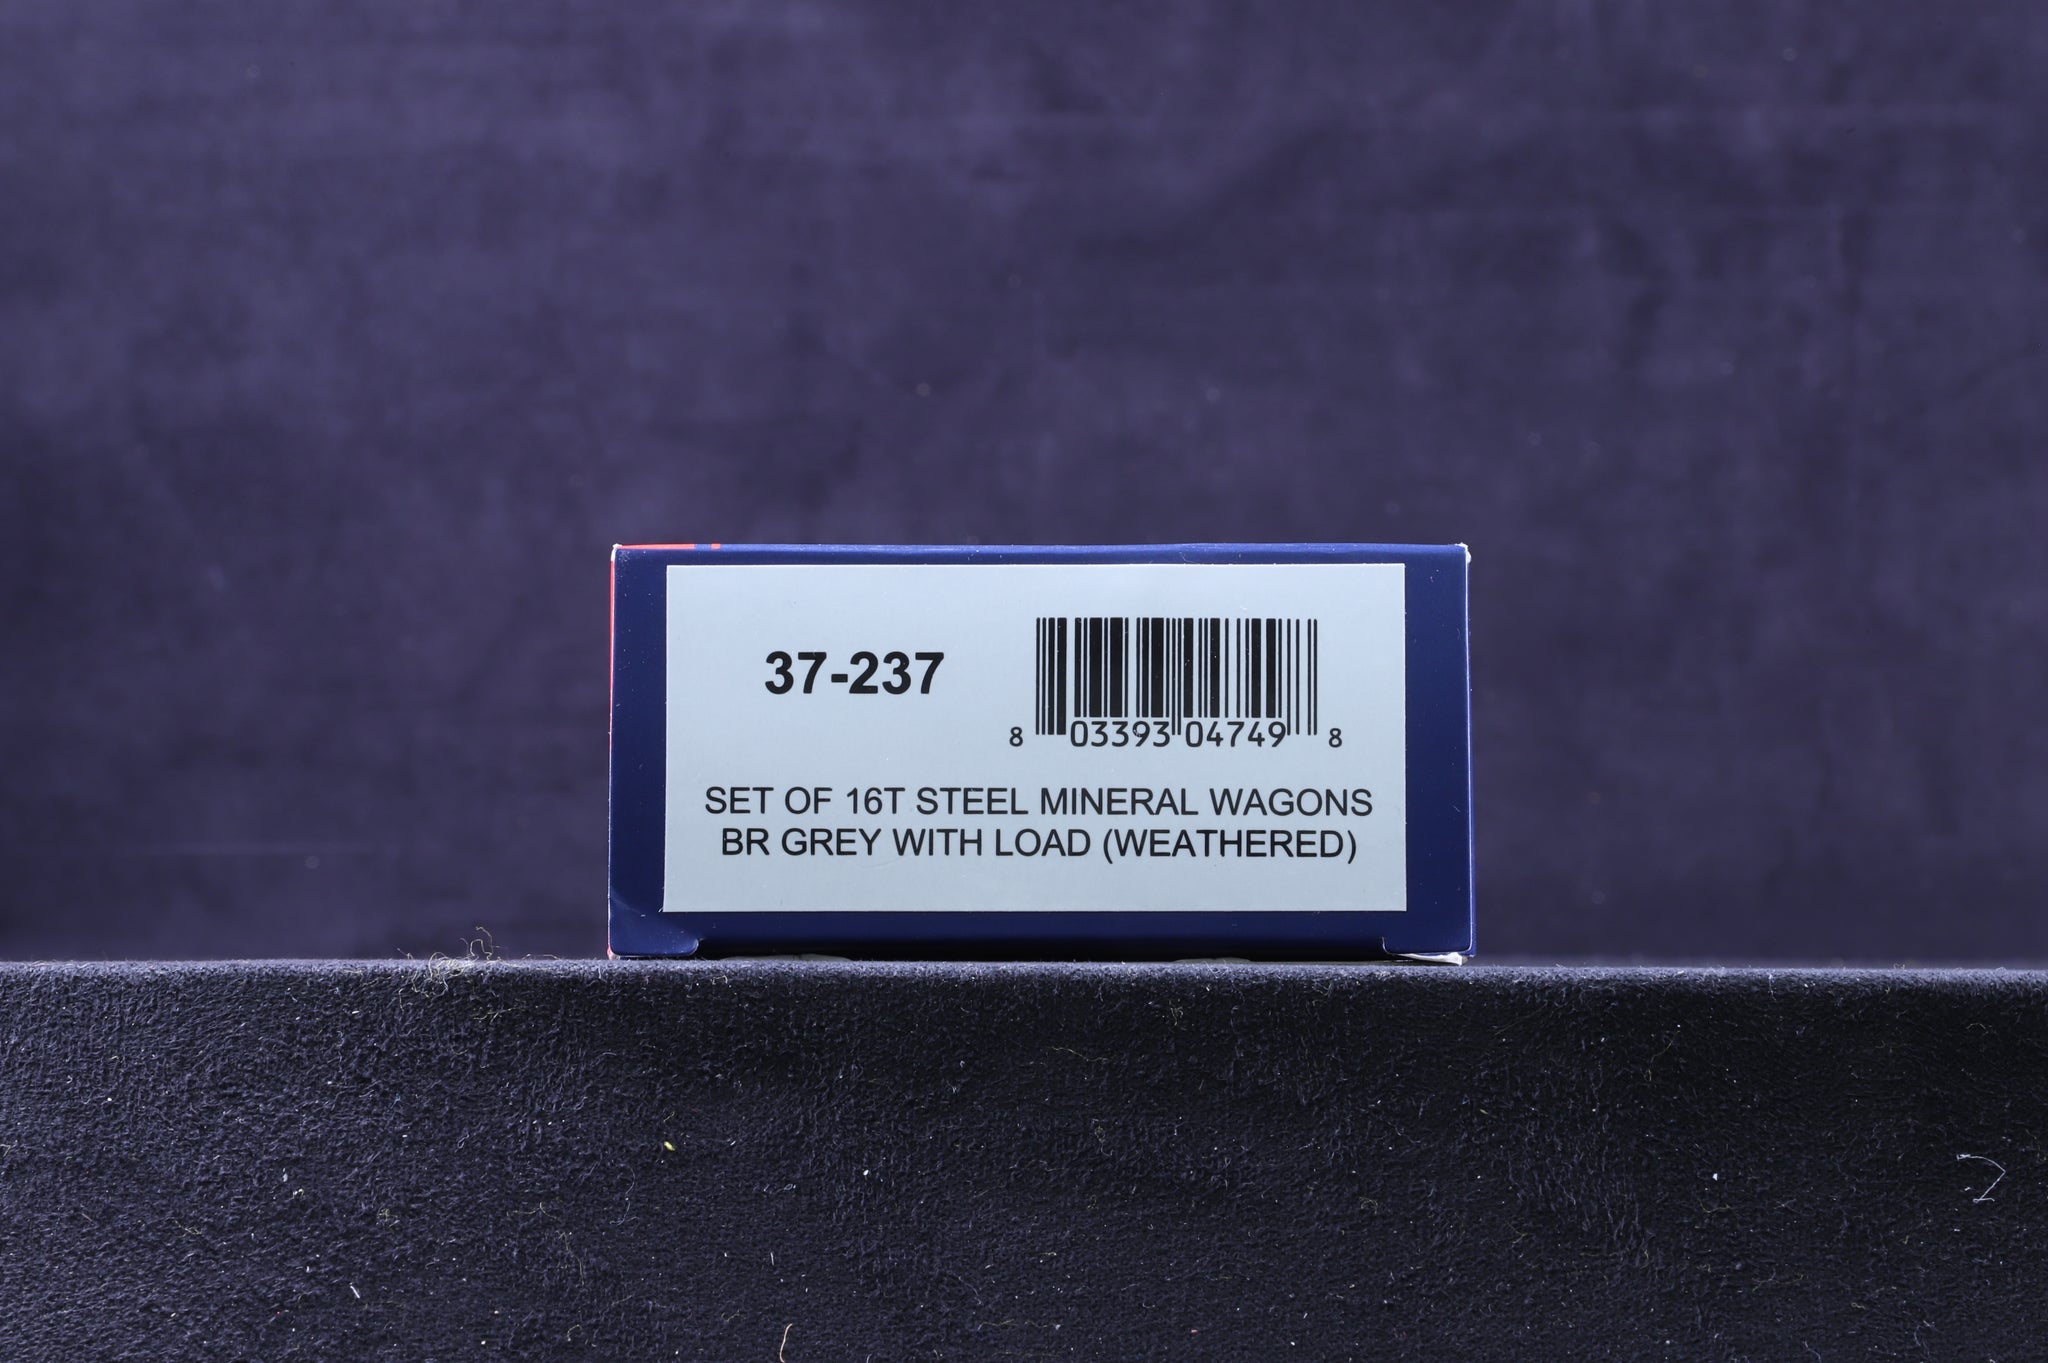 37-237
8 03393 04749 8
SET OF 16T STEEL MINERAL WAGONS
BR GREY WITH LOAD (WEATHERED)